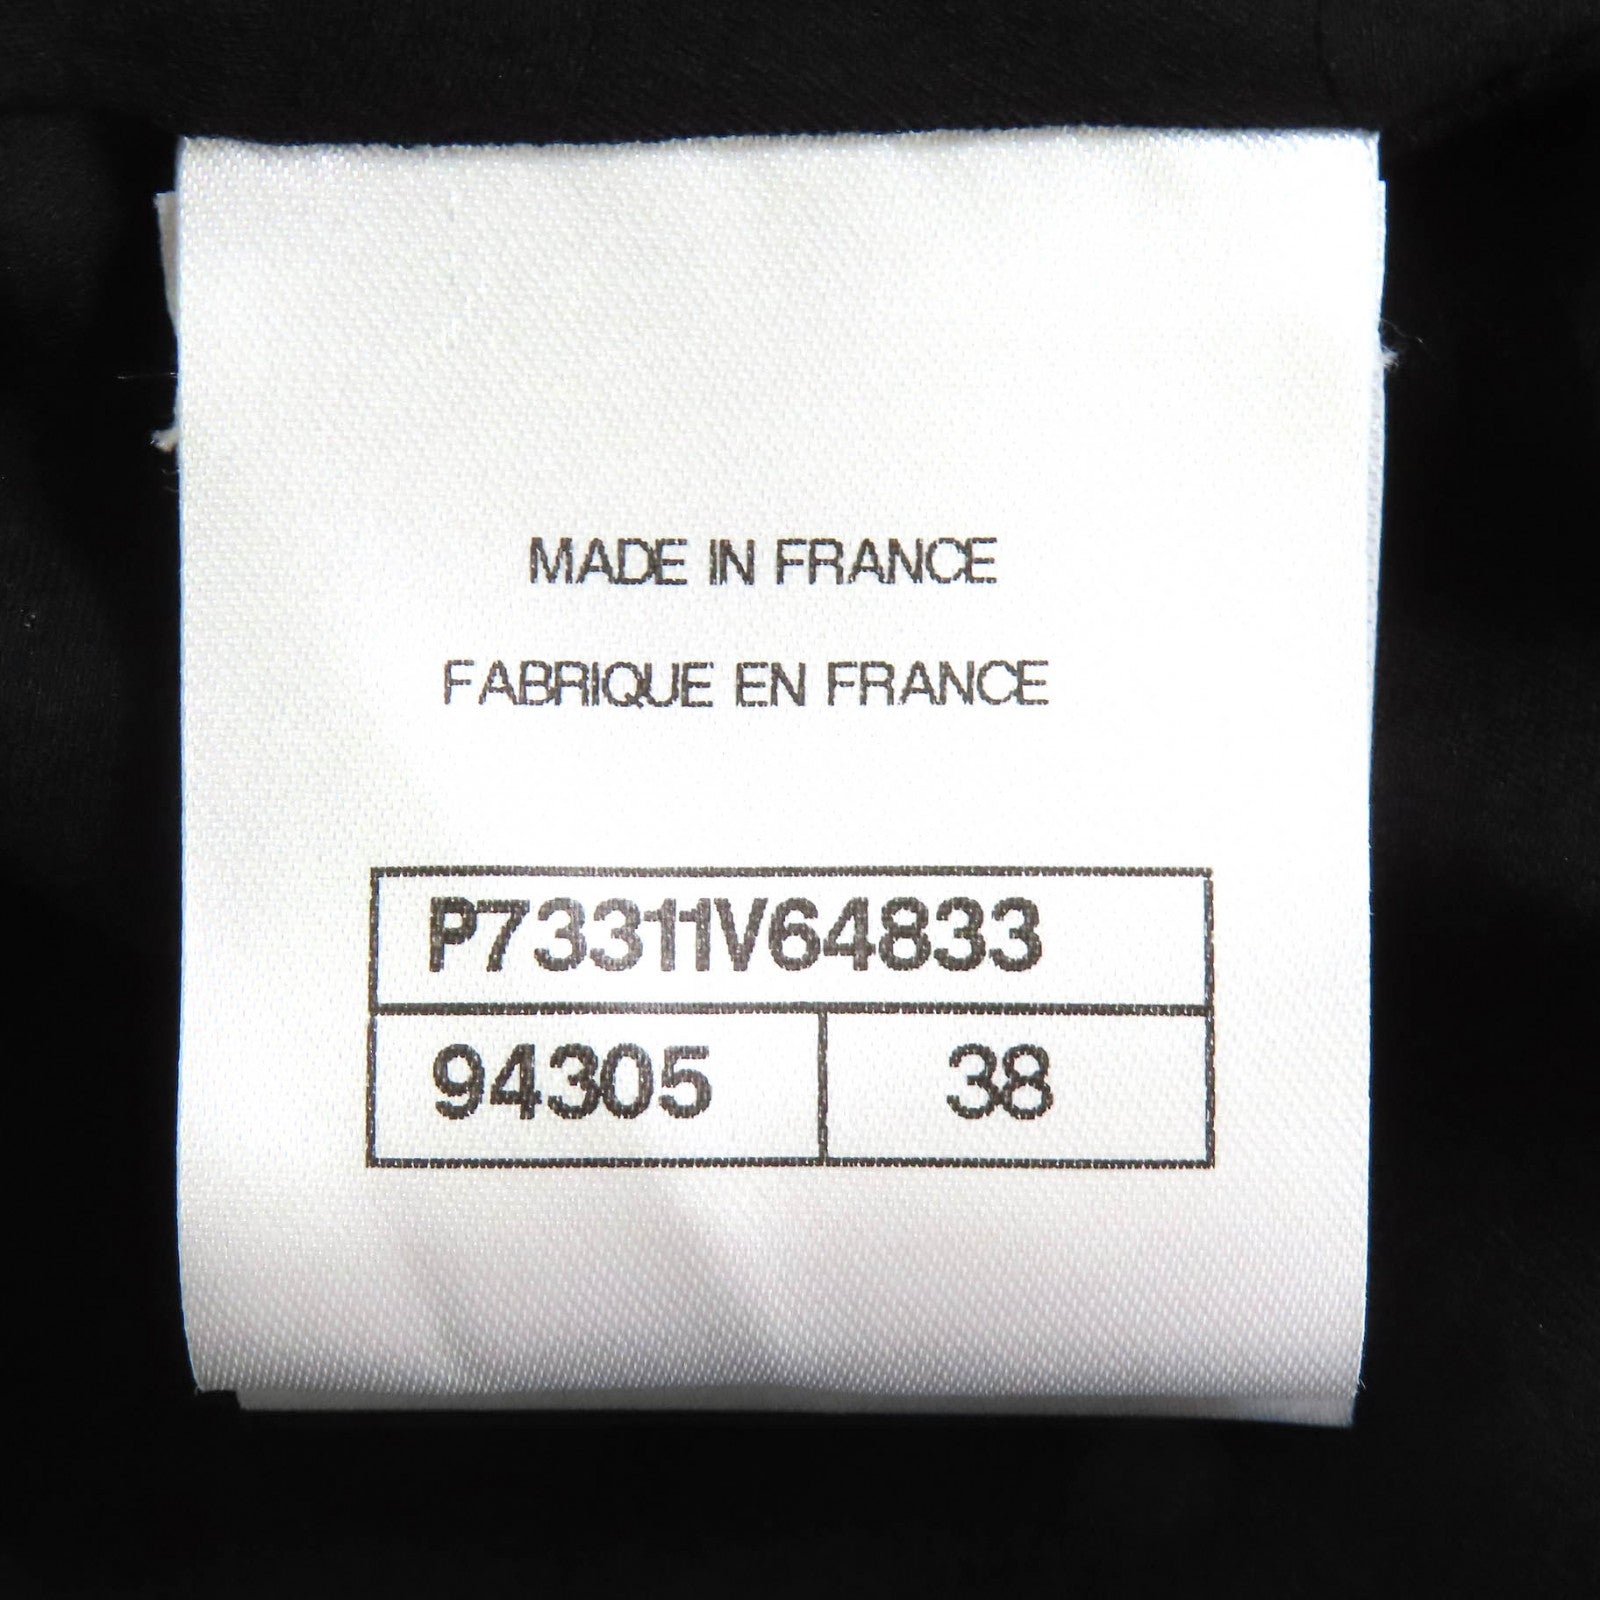 MADE IN FRANCE
FABRIQUE EN FRANCE
P73311V64833
94305 38